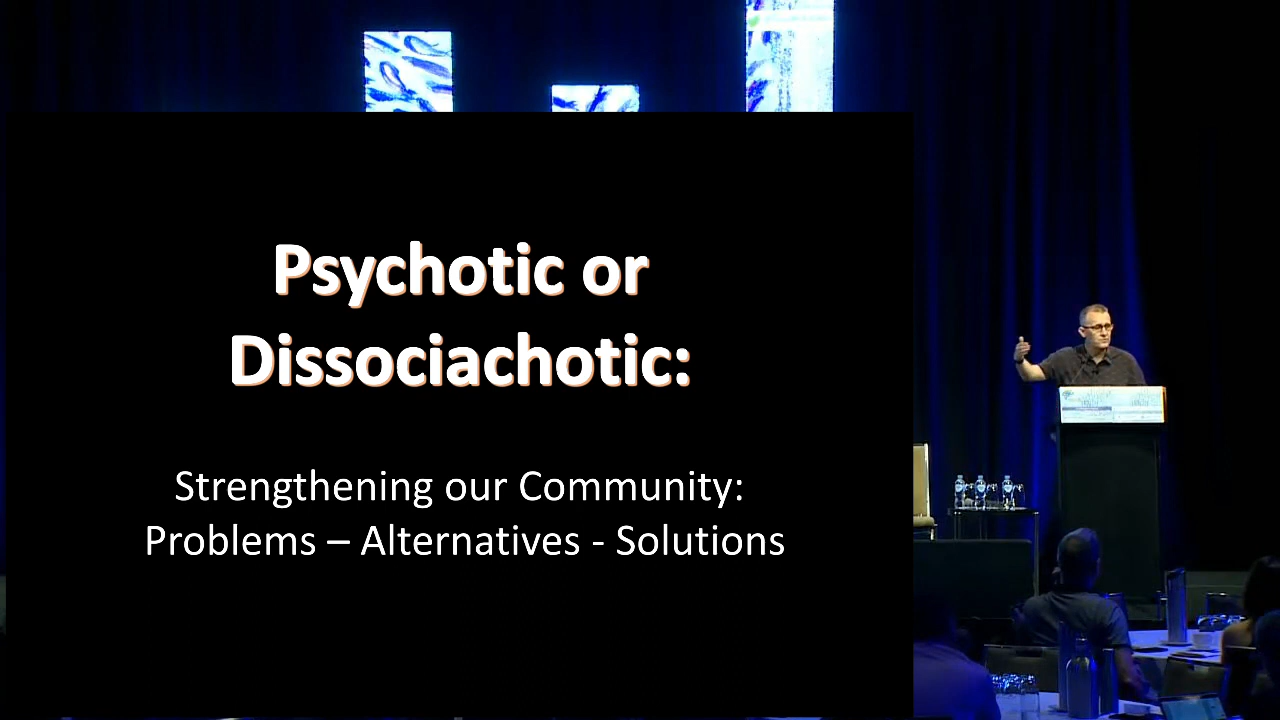 Psychotic or
Dissociachotic:
Strengthening our Community:
Problems – Alternatives - Solutions